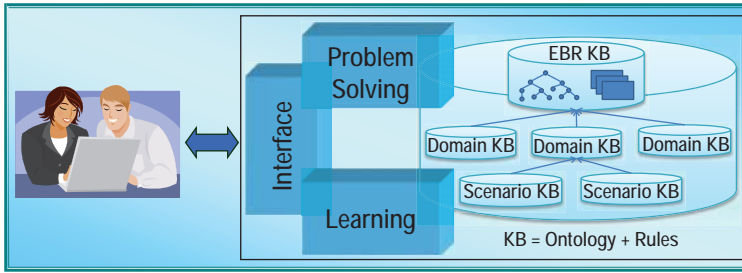 Problem
Solving
Interface
Learning
EBR KB
Domain KB
Domain KB
Domain KB
Scenario KB
Scenario KB
KB = Ontology + Rules